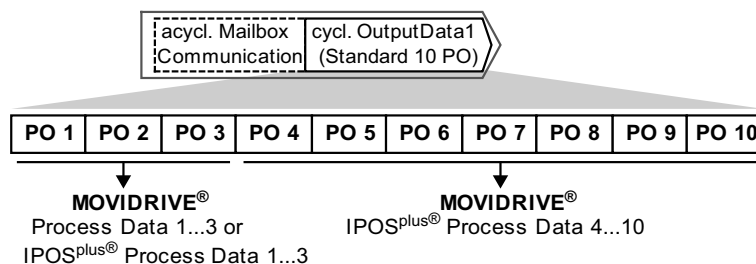 acycl. Mailbox
Communication
cycl. OutputData1
(Standard 10 PO)
PO 1 PO 2 PO 3 PO 4 PO 5 PO 6 PO 7 PO 8 PO 9 PO 10
MOVIDRIVE®
Process Data 1...3 or
IPOSplus® Process Data 1...3
MOVIDRIVE®
IPOSplus® Process Data 4...10